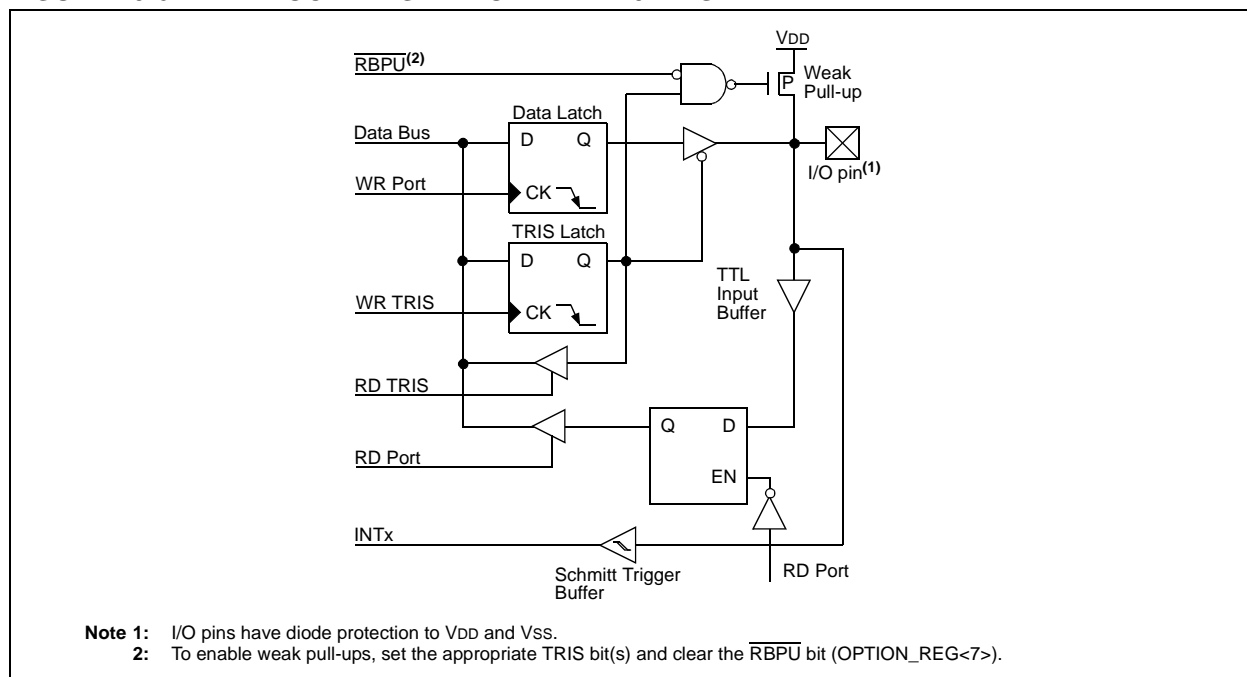 VDD
RBPU(2)
Weak
Pull-up
P
Data Latch
Data Bus
D Q
I/O pin(1)
WR Port
CK
TRIS Latch
D Q
TTL
Input
Buffer
WR TRIS
CK
RD TRIS
Q D
RD Port
EN
INTx
RD Port
Schmitt Trigger
Buffer
Note 1: I/O pins have diode protection to VDD and VSS.
2: To enable weak pull-ups, set the appropriate TRIS bit(s) and clear the RBPU bit (OPTION_REG<7>).